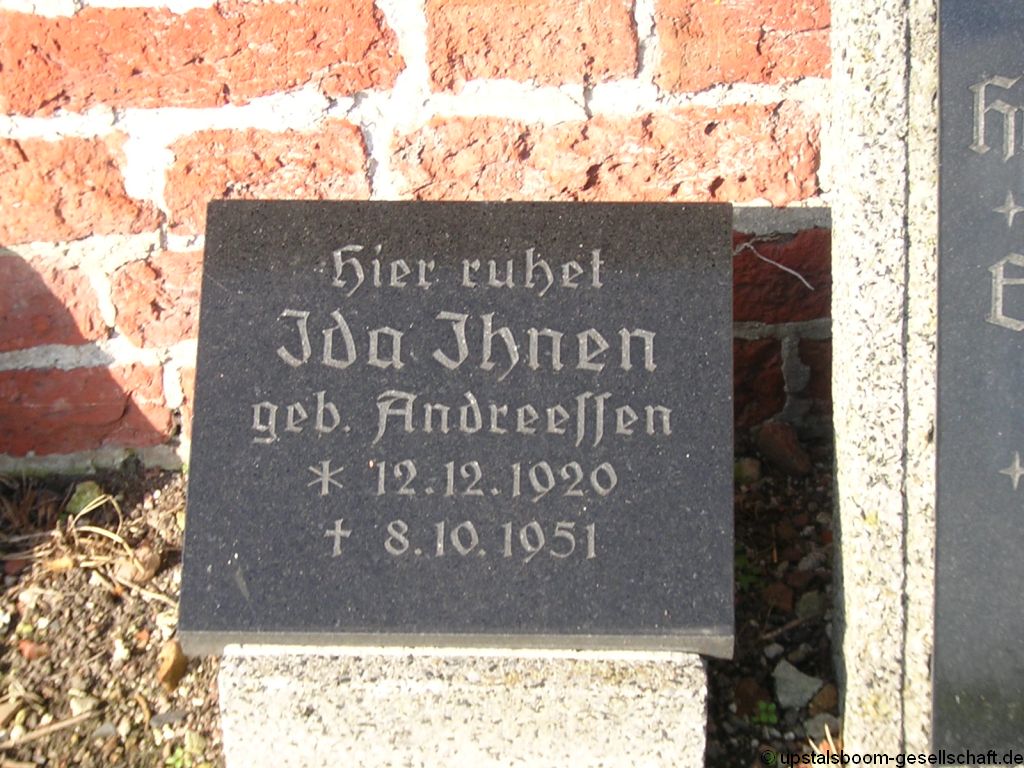 Hier ruhet
Ida Ihnen
geb. Andreessen
* 12.12.1920
† 8.10.1951
© upstalsboom-gesellschaft.de